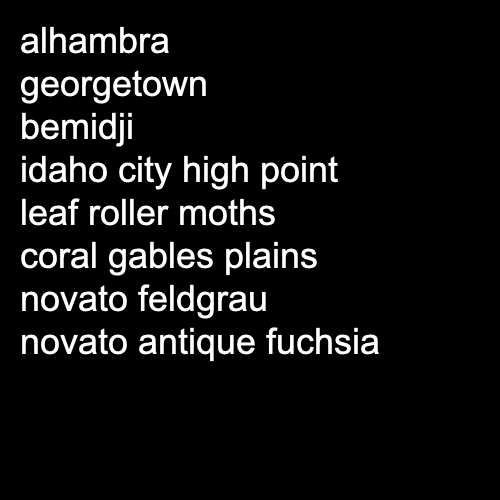 alhambra
georgetown
bemidji
idaho city high point
leaf roller moths
coral gables plains
novato feldgrau
novato antique fuchsia